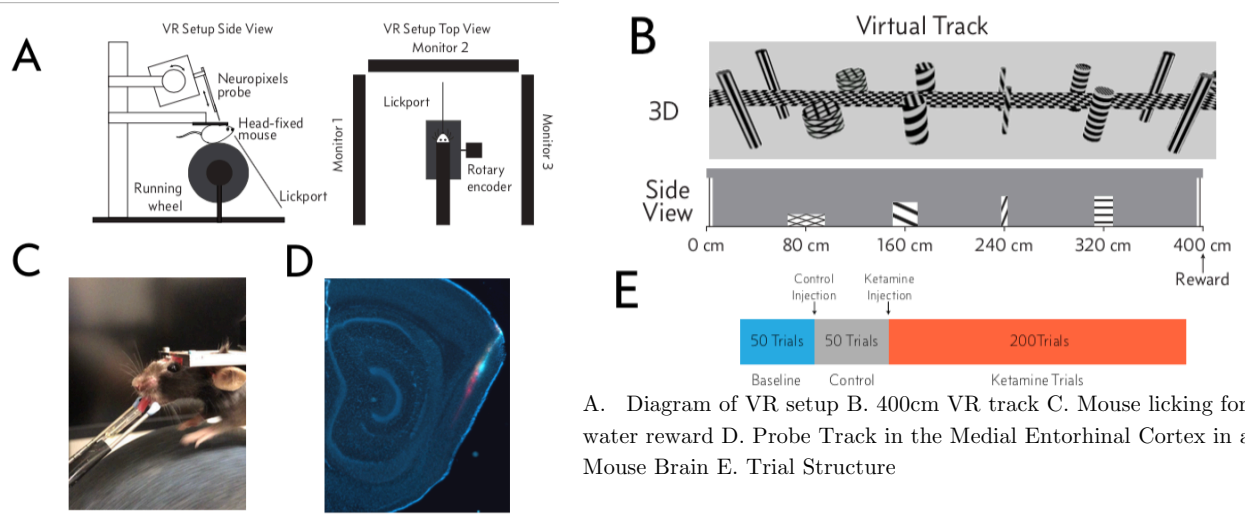 A
VR Setup Side View
Neuropixels
probe
Head-fixed
mouse
Running
wheel
Lickport
VR Setup Top View
Monitor 2
Lickport
Monitor 1
Monitor 3
Rotary
encoder
B
Virtual Track
3D
Side
View
0 cm 80 cm 160 cm 240 cm 320 cm 400 cm
Reward
C
D
E
Control
Injection
Ketamine
Injection
50 Trials 50 Trials 200Trials
Baseline Control Ketamine Trials
A. Diagram of VR setup B. 400cm VR track C. Mouse licking for
water reward D. Probe Track in the Medial Entorhinal Cortex in a
Mouse Brain E. Trial Structure